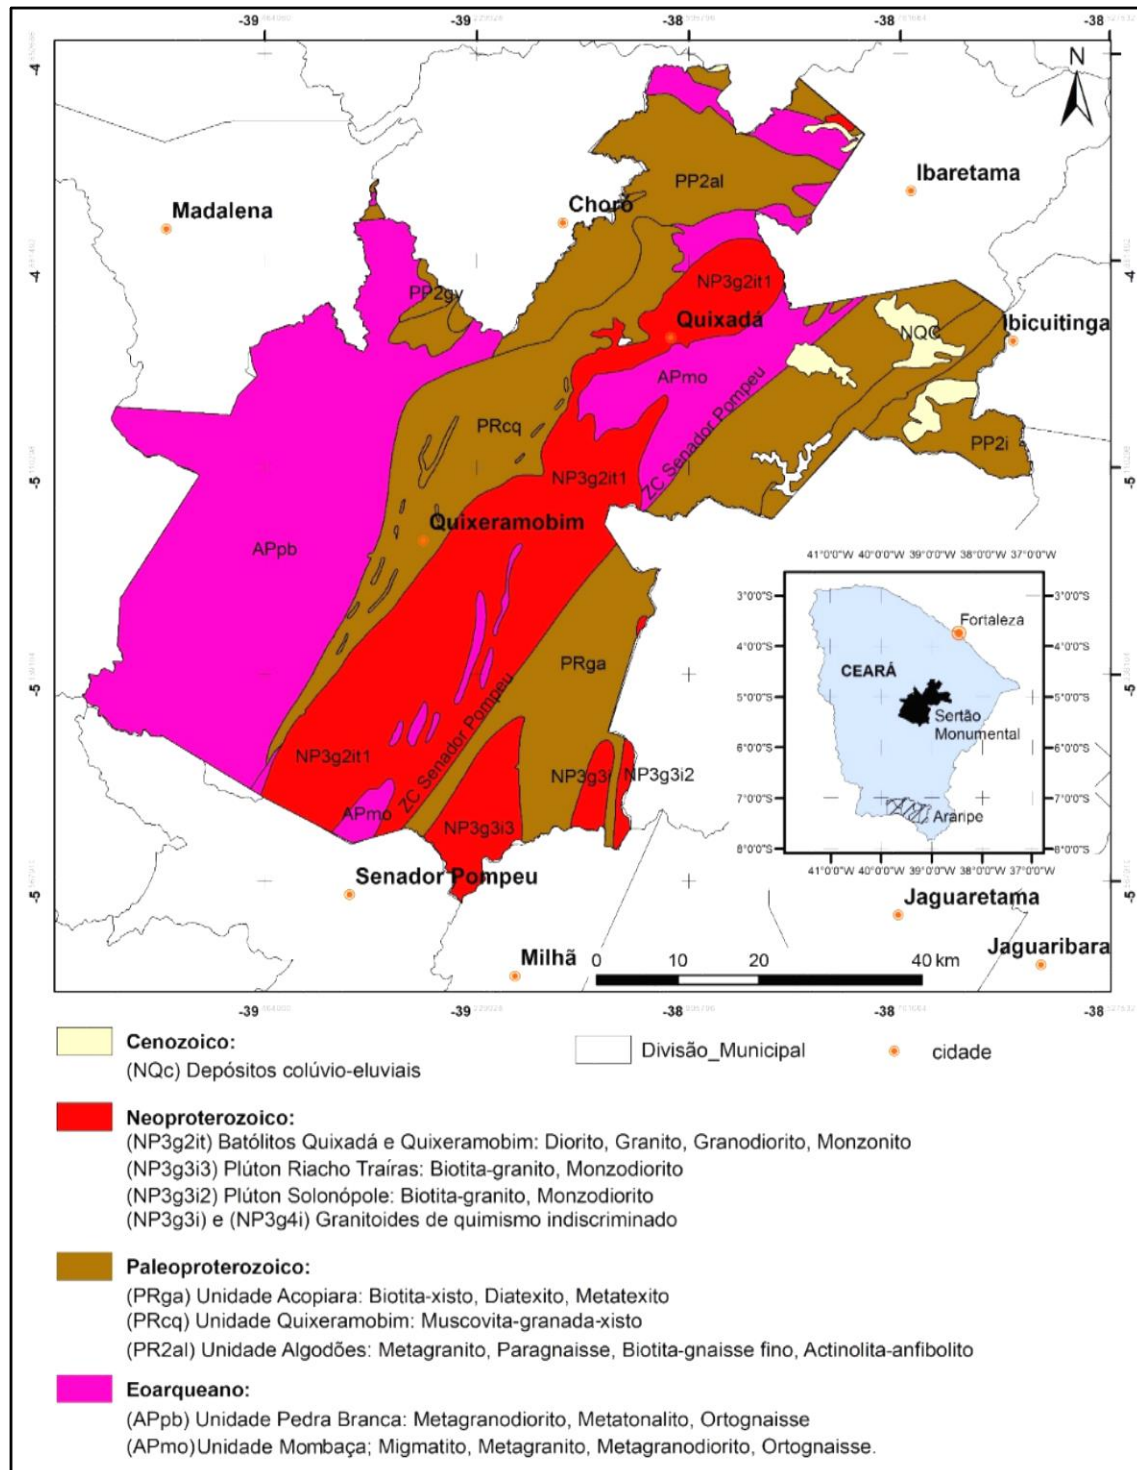 -39
-39
-38
-38
-38
N
-4
Ibaretama
PP2al
Madalena
Choró
-4
NP3g2it1
PP2gv
Quixadá
NQC
Ibicuitinga
APmo
ZC Senador Pompeu
PRcq
PP2i
-5
NP3g2it1
Quixeramobim
APpb
41°0'0"W 40°0'0"W 39°0'0"W 38°0'0"W 37°0'0"W
3°0'0"S
3°0'0"S
Fortaleza
4°0'0"S
4°0'0"S
PRga
CEARÁ
-5
5°0'0"S
5°0'0"S
Sertão
Monumental
6°0'0"S
6°0'0"S
ZC Senador Pompeu
NP3g2it1
NP3g3i
NP3g3i2
7°0'0"S
7°0'0"S
APmo
Araripe
NP3g3i3
8°0'0"S
8°0'0"S
41°0'0"W 40°0'0"W 39°0'0"W 38°0'0"W 37°0'0"W
-5
Senador Pompeu
Jaguaretama
Milhã
Jaguaribara
0 10 20 40 km
-39
-39
-38
-38
-38
Cenozoico:
(NQc) Depósitos colúvio-eluviais
Divisão_Municipal
cidade
Neoproterozoico:
(NP3g2it) Batólitos Quixadá e Quixeramobim: Diorito, Granito, Granodiorito, Monzonito
(NP3g3i3) Plúton Riacho Traíras: Biotita-granito, Monzodiorito
(NP3g3i2) Plúton Solonópole: Biotita-granito, Monzodiorito
(NP3g3i) e (NP3g4i) Granitoides de quimismo indiscriminado
Paleoproterozoico:
(PRga) Unidade Acopiara: Biotita-xisto, Diatexito, Metatexito
(PRcq) Unidade Quixeramobim: Muscovita-granada-xisto
(PR2al) Unidade Algodões: Metagranito, Paragnaisse, Biotita-gnaisse fino, Actinolita-anfibolito
Eoarqueano:
(APpb) Unidade Pedra Branca: Metagranodiorito, Metatonalito, Ortognaisse
(APmo)Unidade Mombaça; Migmatito, Metagranito, Metagranodiorito, Ortognaisse.